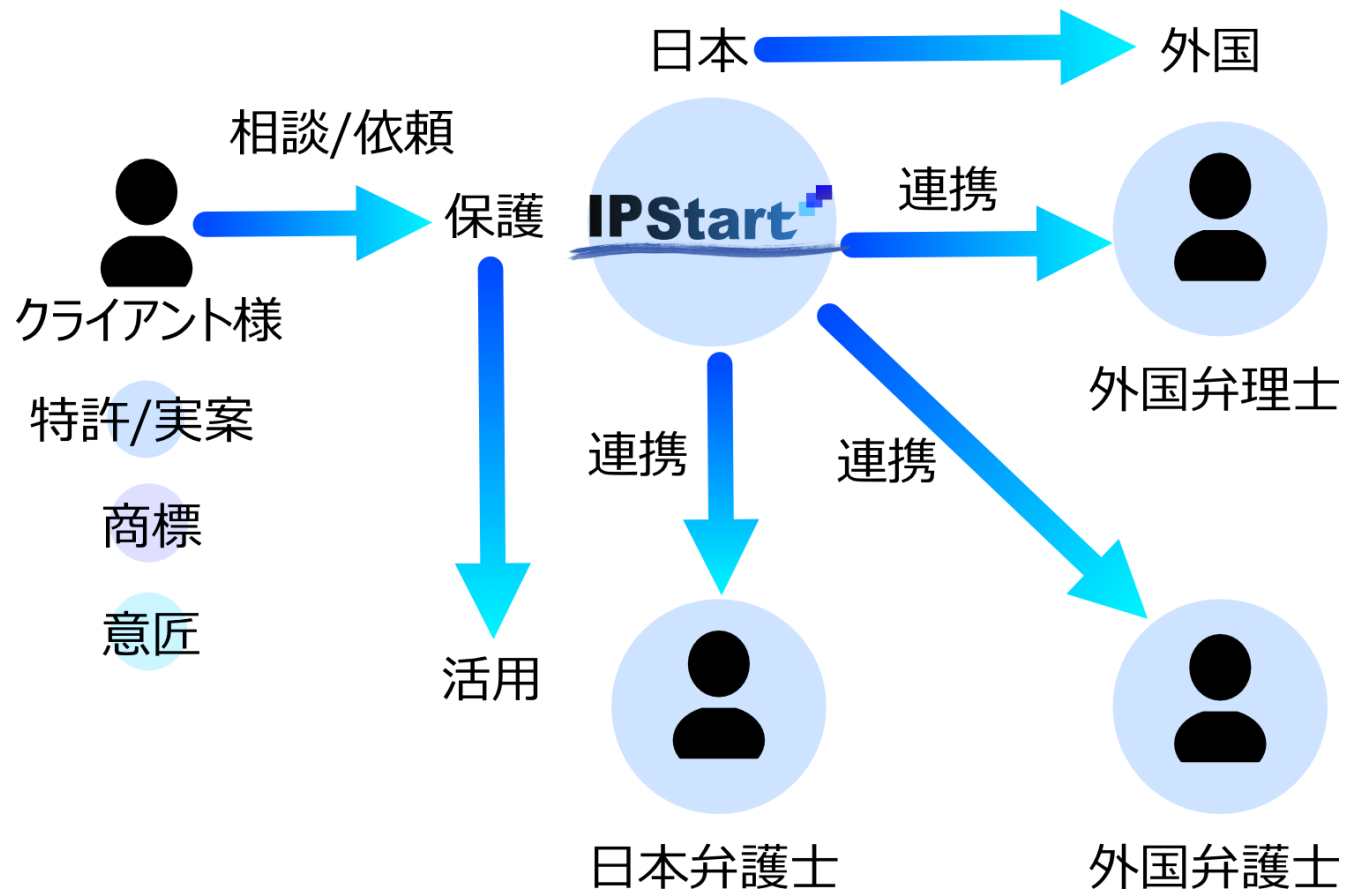 日本
外国
相談/依頼
保護
IPStart
連携
クライアント様
外国弁理士
特許/実案
連携
連携
商標
意匠
活用
日本弁護士
外国弁護士